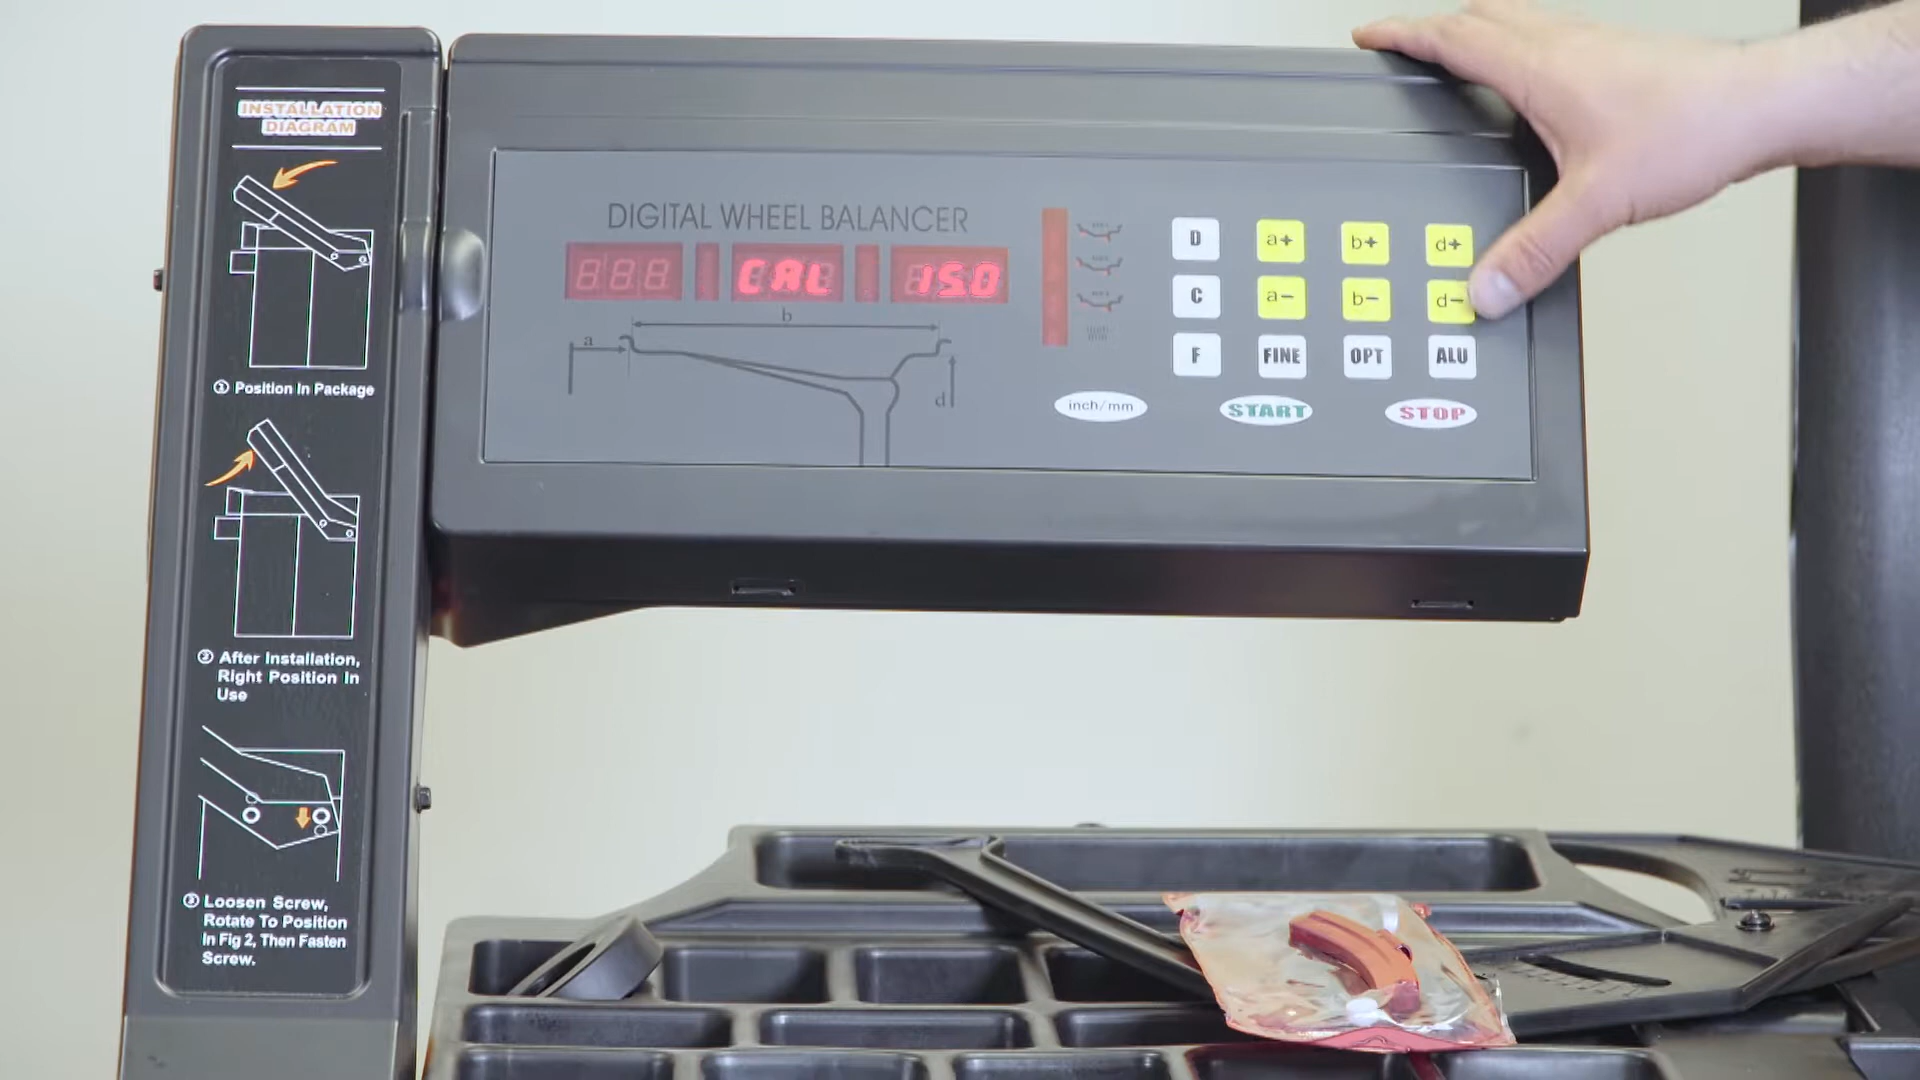 INSTALLATION
DIAGRAM
① Position In Package
② After Installation,
Right Position In
Use
③ Loosen Screw,
Rotate To Position
In Fig 2, Then Fasten
Screw.
DIGITAL WHEEL BALANCER
CAL 150
a
b
d
D a+ b+ d+
C a- b- d-
F FINE OPT ALU
inch/mm START STOP